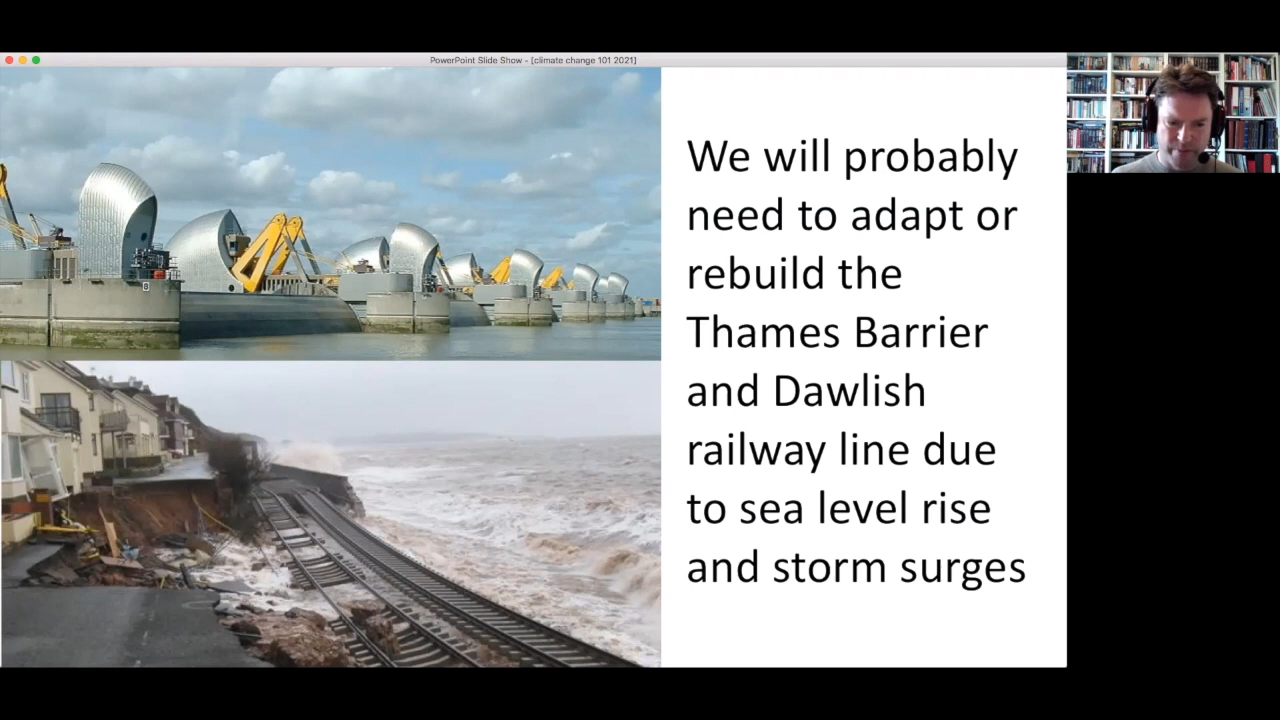 PowerPoint Slide Show - [climate change 101 2021]
We will probably
need to adapt or
rebuild the
Thames Barrier
and Dawlish
railway line due
to sea level rise
and storm surges
8